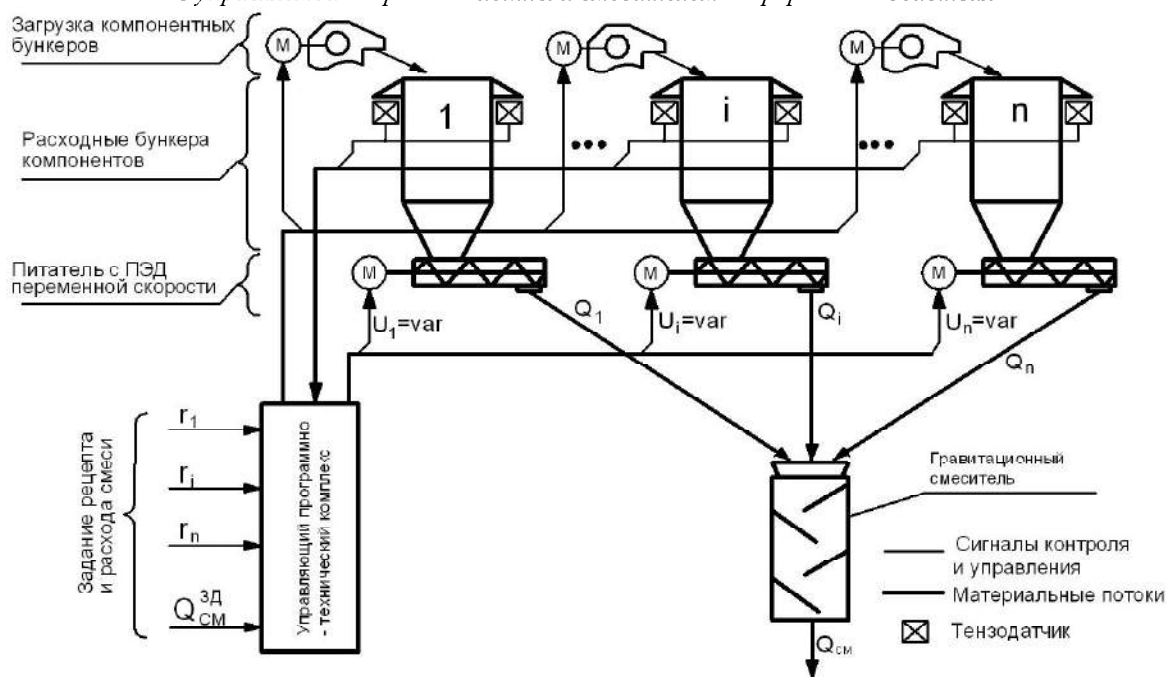 Загрузка компонентных
бункеров
M
M
M
1
i
n
•••
•••
Расходные бункера
компонентов
Питатель с ПЭД
переменной скорости
M
M
M
U1=var
Q1
Ui=var
Qi
Un=var
Qn
Задание рецепта
и расхода смеси
r1
ri
rn
QСМ ЗД
Управляющий программно
- технический комплекс
Гравитационный
смеситель
Сигналы контроля
и управления
Материальные потоки
Тензодатчик
Qсм